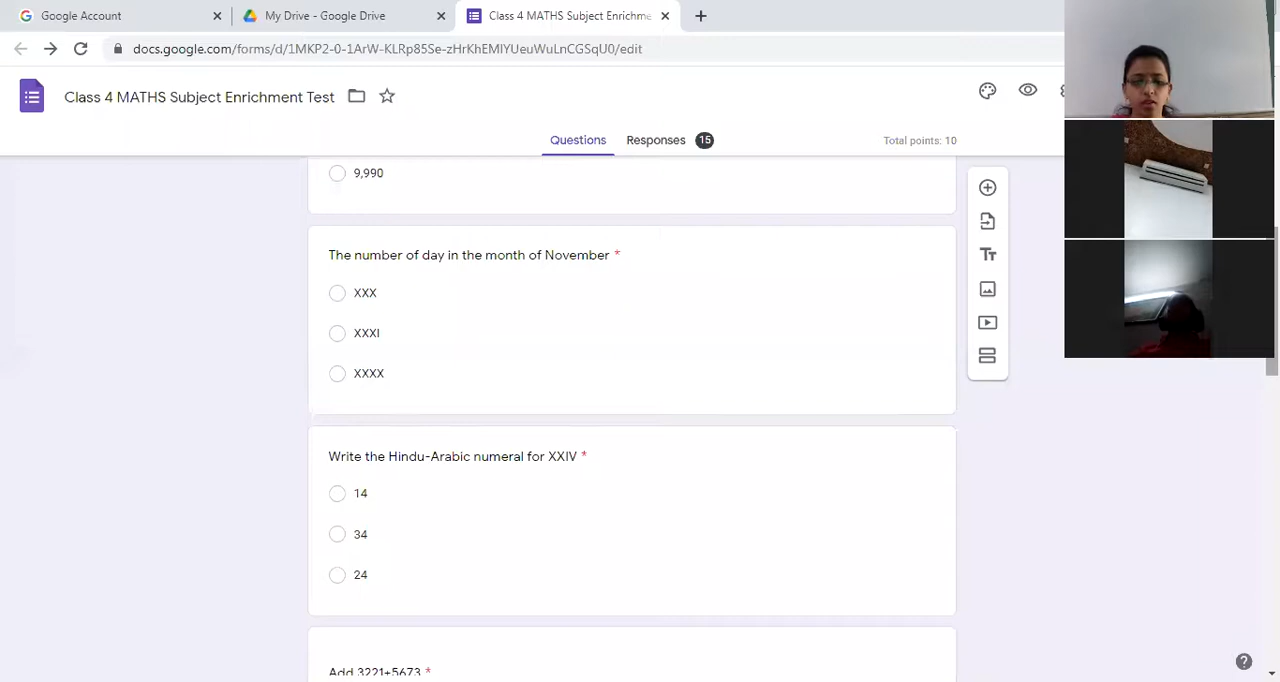 Google Account
My Drive - Google Drive
Class 4 MATHS Subject Enrichme
docs.google.com/forms/d/1MKP2-0-1ArW-KLRp85Se-zHrKhEMIYUeuWuLnCGSqU0/edit
Class 4 MATHS Subject Enrichment Test
Questions
Responses 15
Total points: 10
9,990
The number of day in the month of November *
XXX
XXXI
XXXX
Write the Hindu-Arabic numeral for XXIV *
14
34
24
Add 3221+5673 *